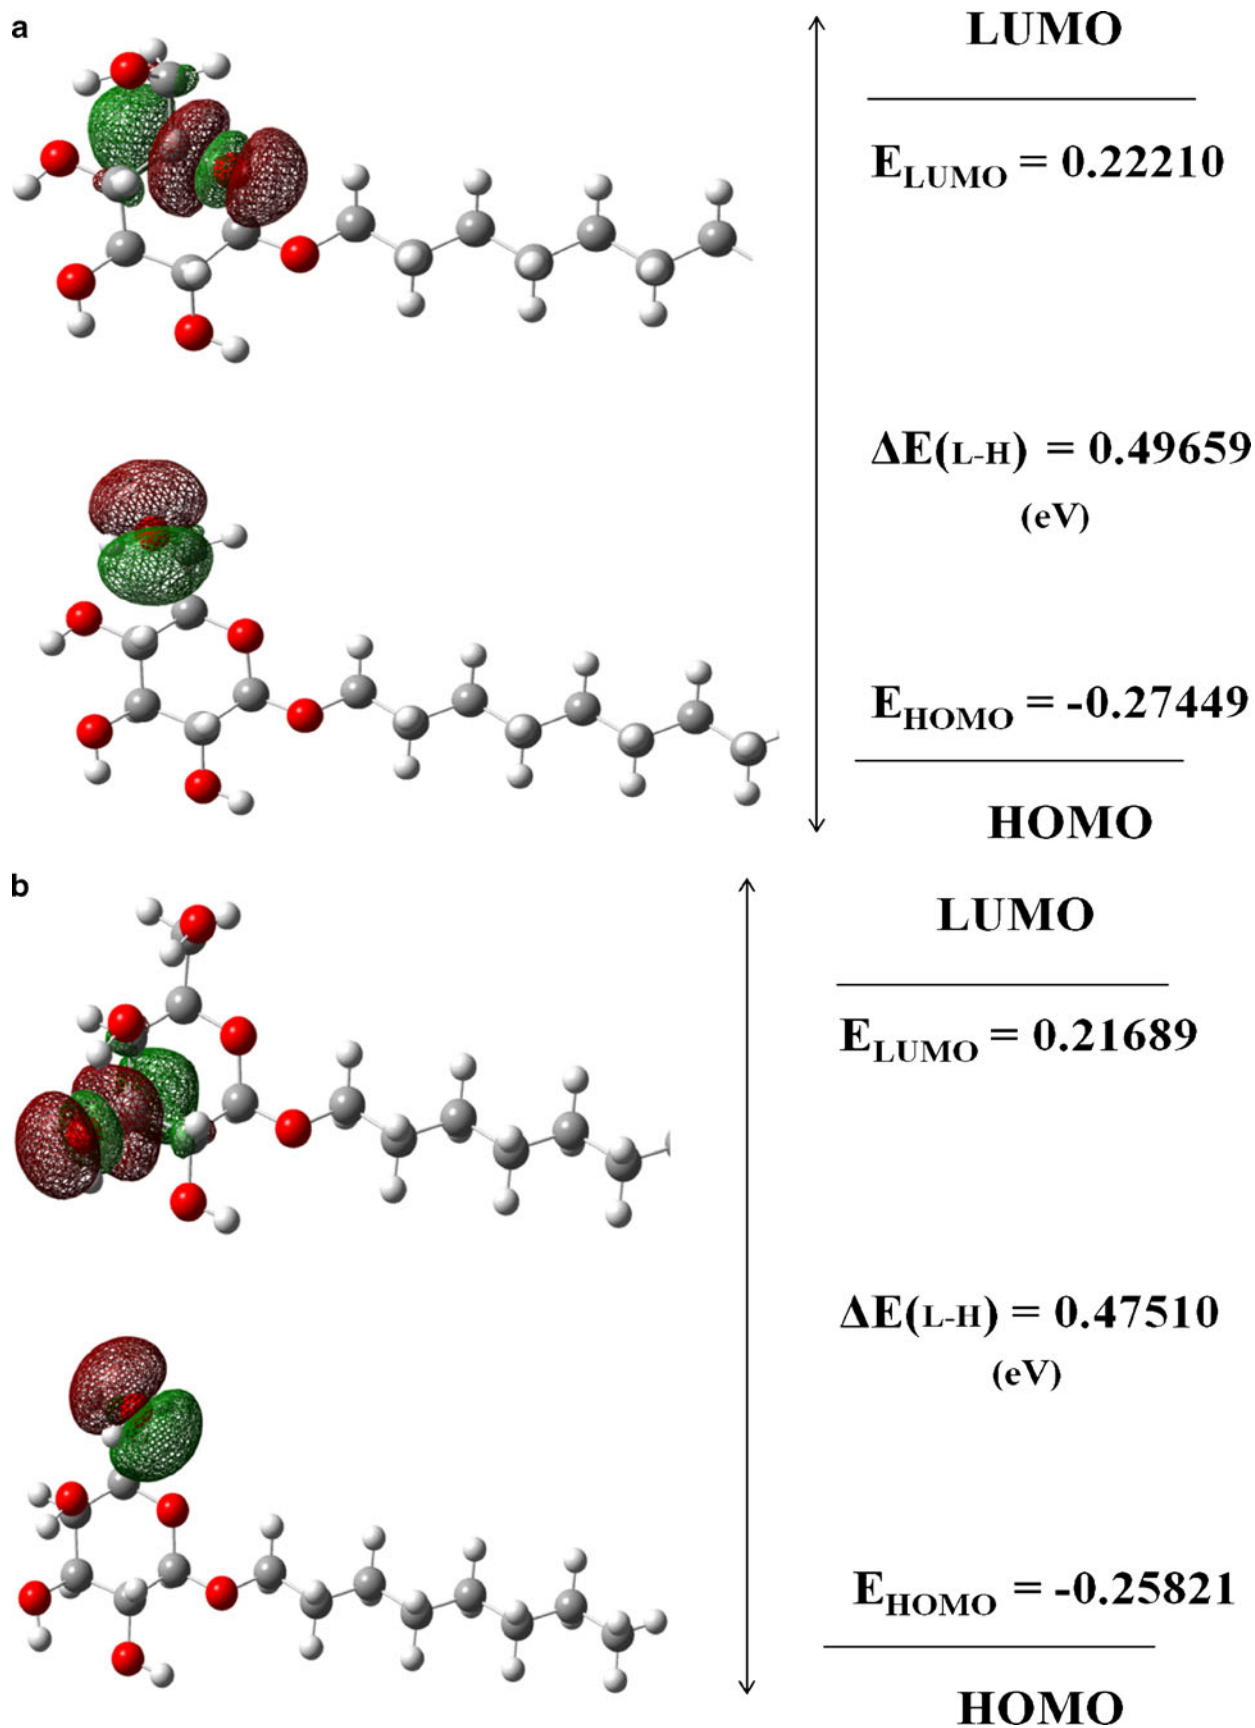 a
LUMO
ELUMO = 0.22210
ΔE(L-H) = 0.49659
(eV)
EHOMO = -0.27449
HOMO
b
LUMO
ELUMO = 0.21689
ΔE(L-H) = 0.47510
(eV)
EHOMO = -0.25821
HOMO